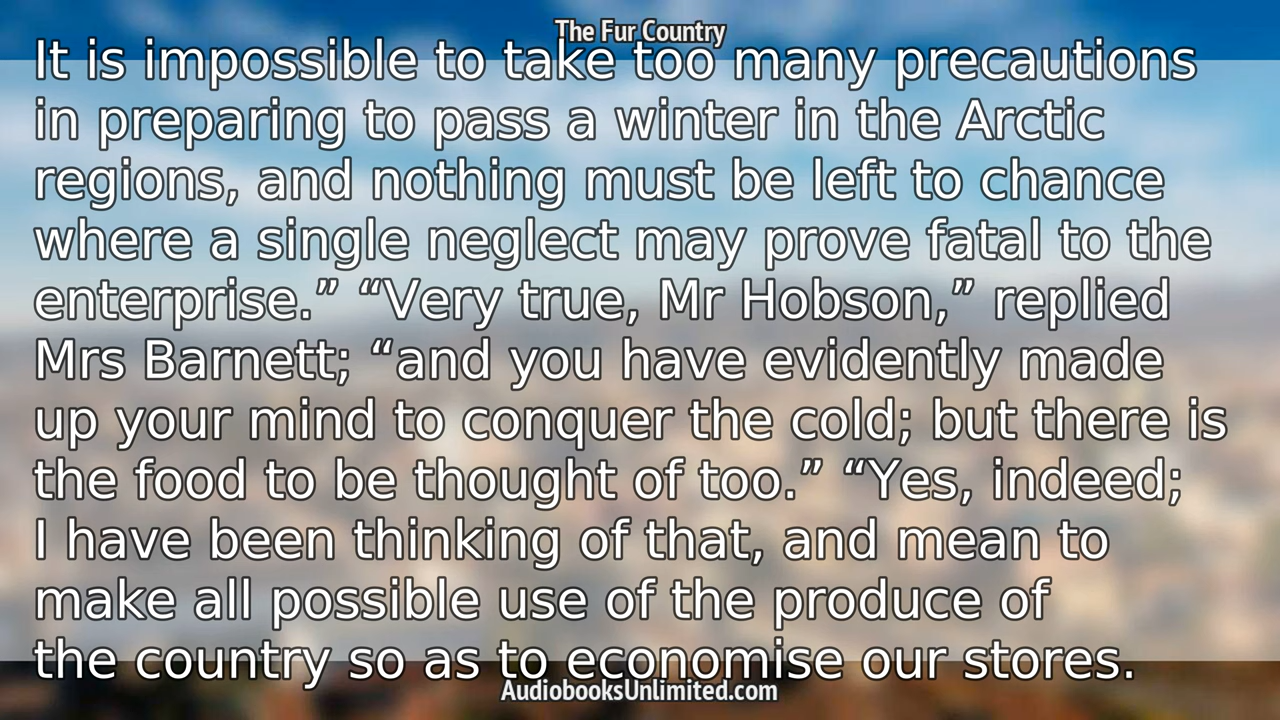 The Fur Country
It is impossible to take too many precautions
in preparing to pass a winter in the Arctic
regions, and nothing must be left to chance
where a single neglect may prove fatal to the
enterprise.” “Very true, Mr Hobson,” replied
Mrs Barnett; “and you have evidently made
up your mind to conquer the cold; but there is
the food to be thought of too.” “Yes, indeed;
I have been thinking of that, and mean to
make all possible use of the produce of
the country so as to economise our stores.
AudiobooksUnlimited.com